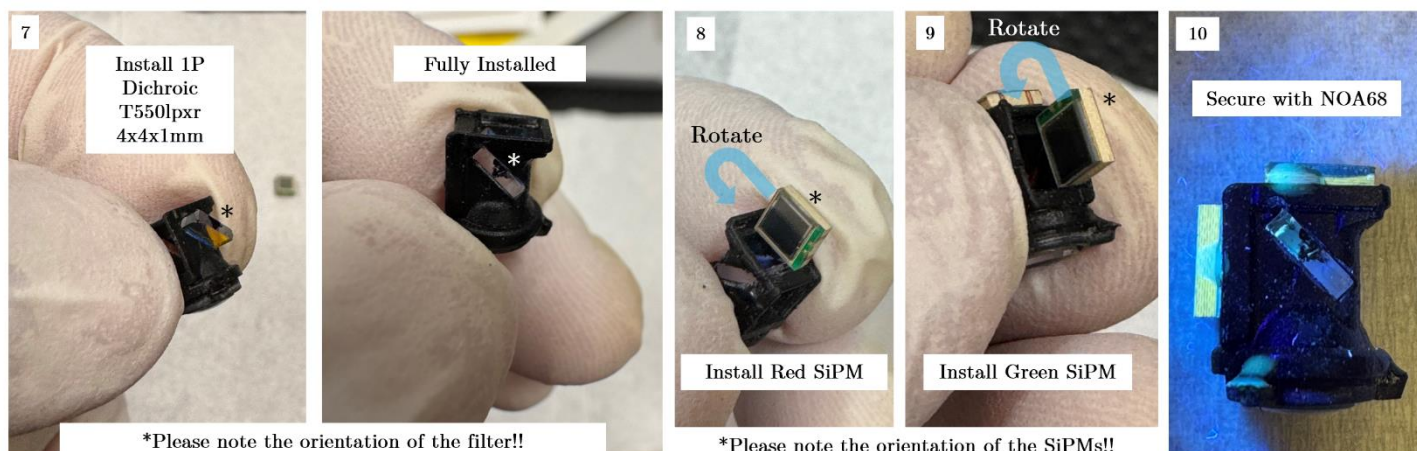 7
Install 1P
Dichroic
T550lpxr
4x4x1mm
*
Fully Installed
*
*Please note the orientation of the filter!!
8
Rotate
*
Install Red SiPM
9
Rotate
*
Install Green SiPM
*Please note the orientation of the SiPMs!!
10
Secure with NOA68